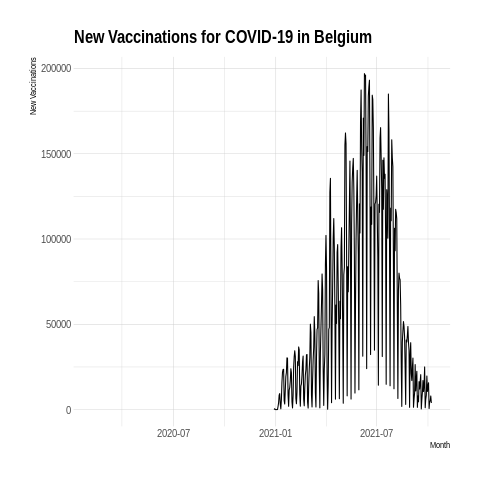 New Vaccinations for COVID-19 in Belgium
New Vaccinations
200000
150000
100000
50000
0
2020-07
2021-01
2021-07
Month